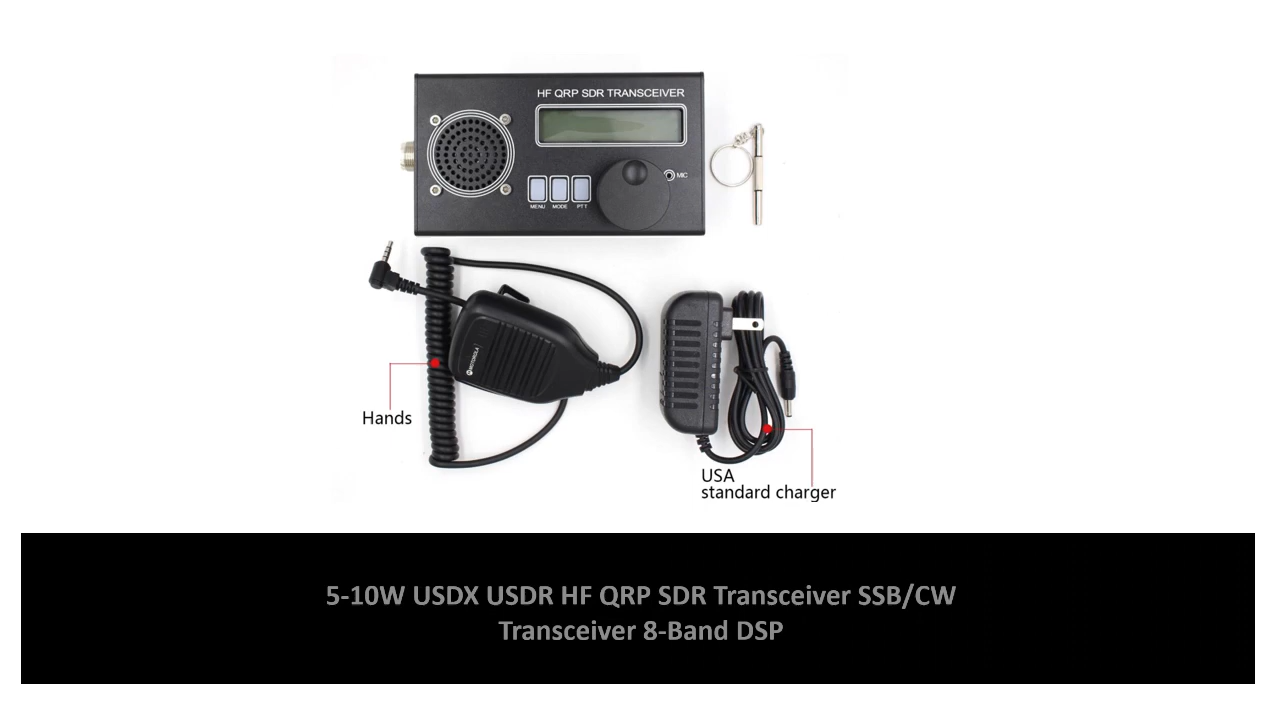 HF QRP SDR TRANSCEIVER
MIC
MENU MODE PTT
MOTOROLA
Hands
USA
standard charger
5-10W USDX USDR HF QRP SDR Transceiver SSB/CW
Transceiver 8-Band DSP